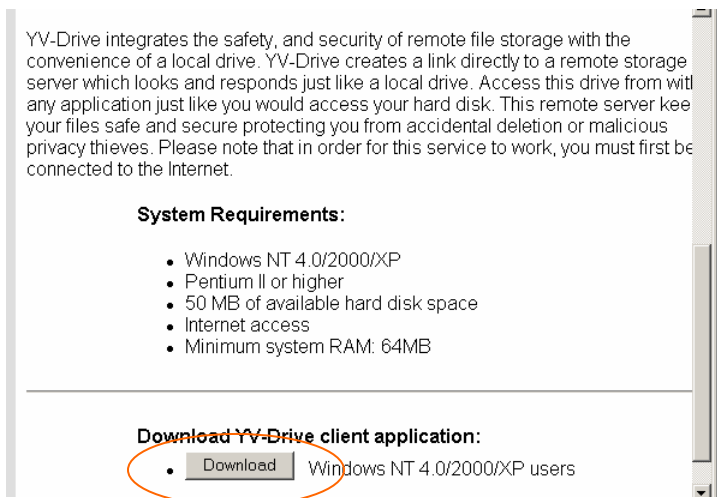 YV-Drive integrates the safety, and security of remote file storage with the
convenience of a local drive. YV-Drive creates a link directly to a remote storage
server which looks and responds just like a local drive. Access this drive from
any application just like you would access your hard disk. This remote server
your files safe and secure protecting you from accidental deletion or malicious
privacy thieves. Please note that in order for this service to work, you must first
connected to the Internet.
System Requirements:
Windows NT 4.0/2000/XP
Pentium II or higher
50 MB of available hard disk space
Internet access
Minimum system RAM: 64MB
Download YV-Drive client application:
Download Windows NT 4.0/2000/XP users